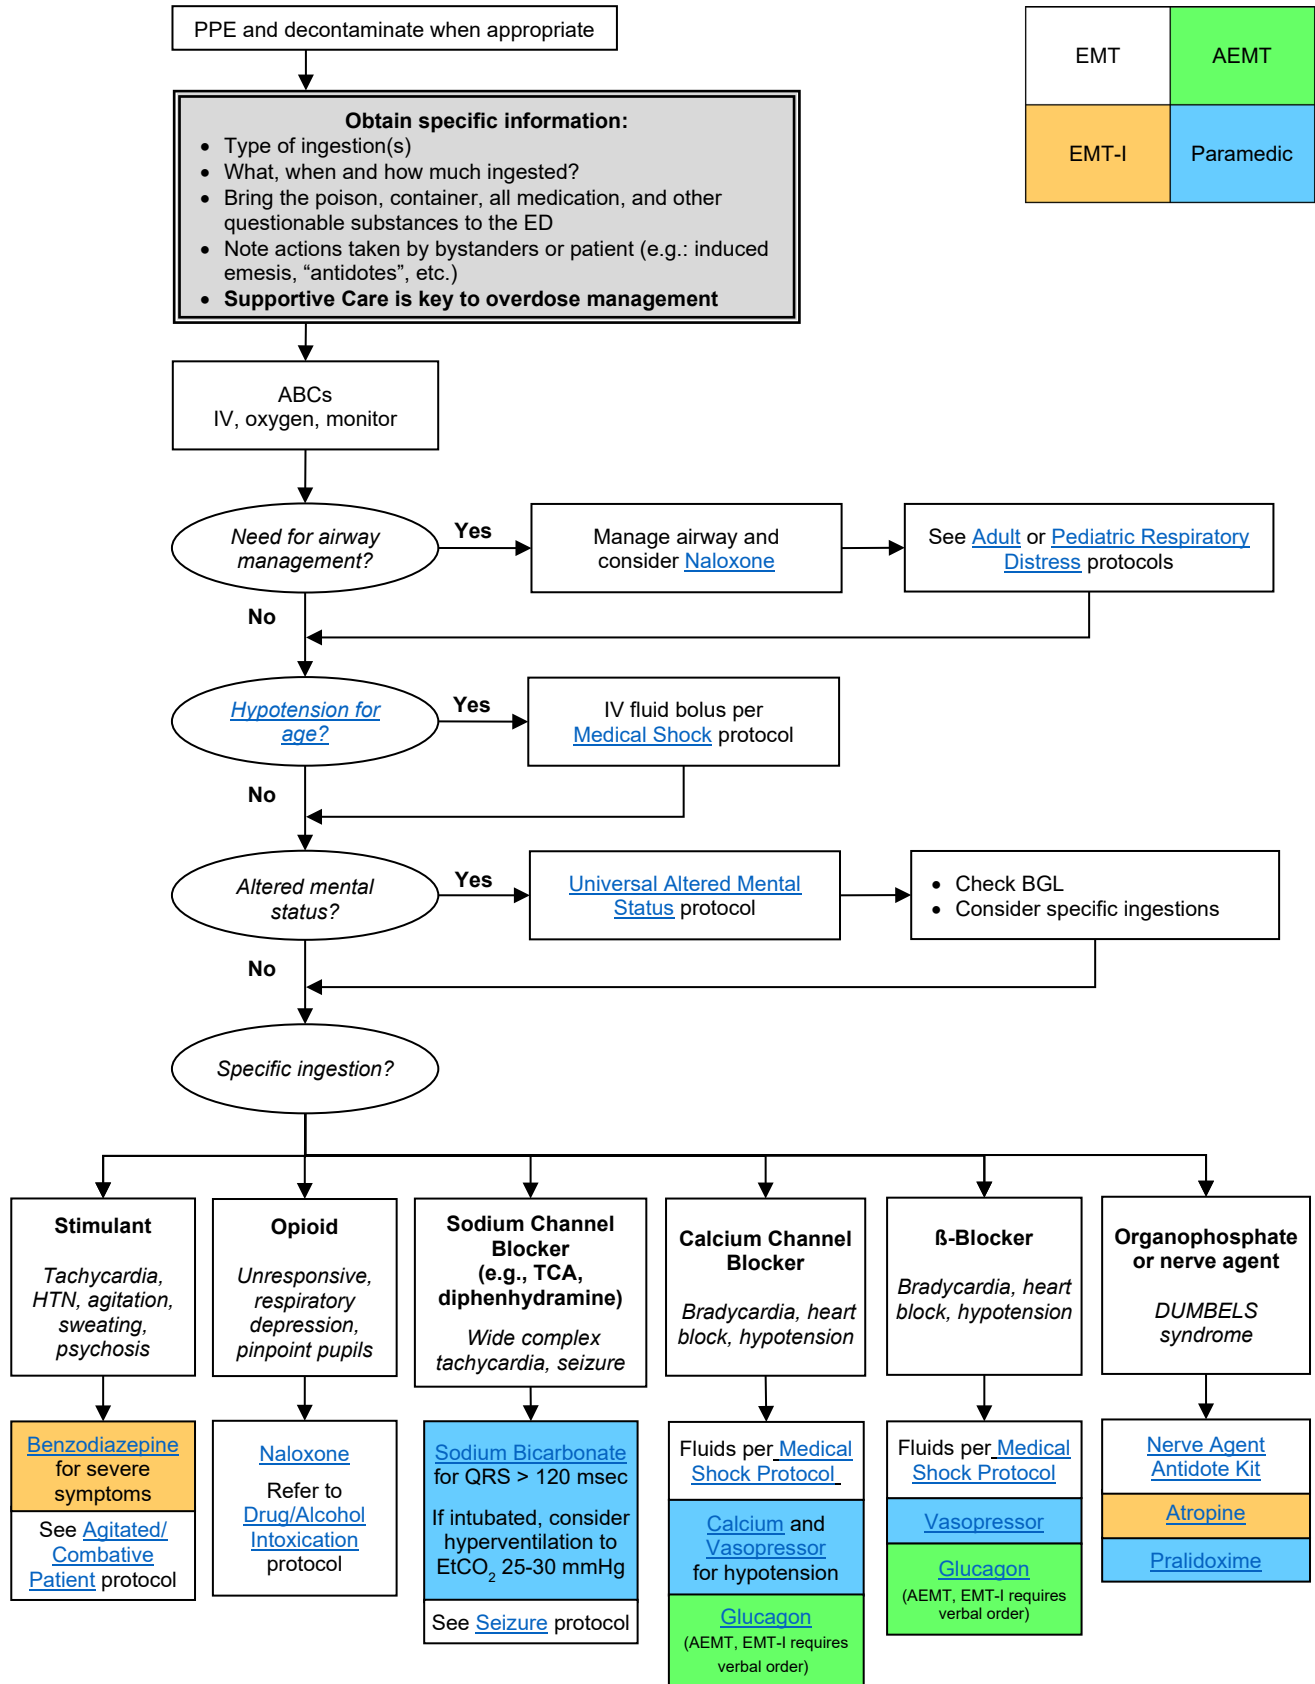 PPE and decontaminate when appropriate
EMT
AEMT
EMT-I
Paramedic
Obtain specific information:
• Type of ingestion(s)
• What, when and how much ingested?
• Bring the poison, container, all medication, and other
questionable substances to the ED
• Note actions taken by bystanders or patient (e.g.: induced
emesis, “antidotes”, etc.)
• Supportive Care is key to overdose management
ABCs
IV, oxygen, monitor
Need for airway
management?
Yes
Manage airway and
consider Naloxone
See Adult or Pediatric Respiratory
Distress protocols
No
Hypotension for
age?
Yes
IV fluid bolus per
Medical Shock protocol
No
Altered mental
status?
Yes
Universal Altered Mental
Status protocol
• Check BGL
• Consider specific ingestions
No
Specific ingestion?
Stimulant
Tachycardia,
HTN, agitation,
sweating,
psychosis
Benzodiazepine
for severe
symptoms
See Agitated/
Combative
Patient protocol
Opioid
Unresponsive,
respiratory
depression,
pinpoint pupils
Naloxone
Refer to
Drug/Alcohol
Intoxication
protocol
Sodium Channel
Blocker
(e.g., TCA,
diphenhydramine)
Wide complex
tachycardia, seizure
Sodium Bicarbonate
for QRS > 120 msec
If intubated, consider
hyperventilation to
EtCO2 25-30 mmHg
See Seizure protocol
Calcium Channel
Blocker
Bradycardia, heart
block, hypotension
Fluids per Medical
Shock Protocol
Calcium and
Vasopressor
for hypotension
Glucagon
(AEMT, EMT-I requires
verbal order)
ß-Blocker
Bradycardia, heart
block, hypotension
Fluids per Medical
Shock Protocol
Vasopressor
Glucagon
(AEMT, EMT-I requires
verbal order)
Organophosphate
or nerve agent
DUMBELS
syndrome
Nerve Agent
Antidote Kit
Atropine
Pralidoxime